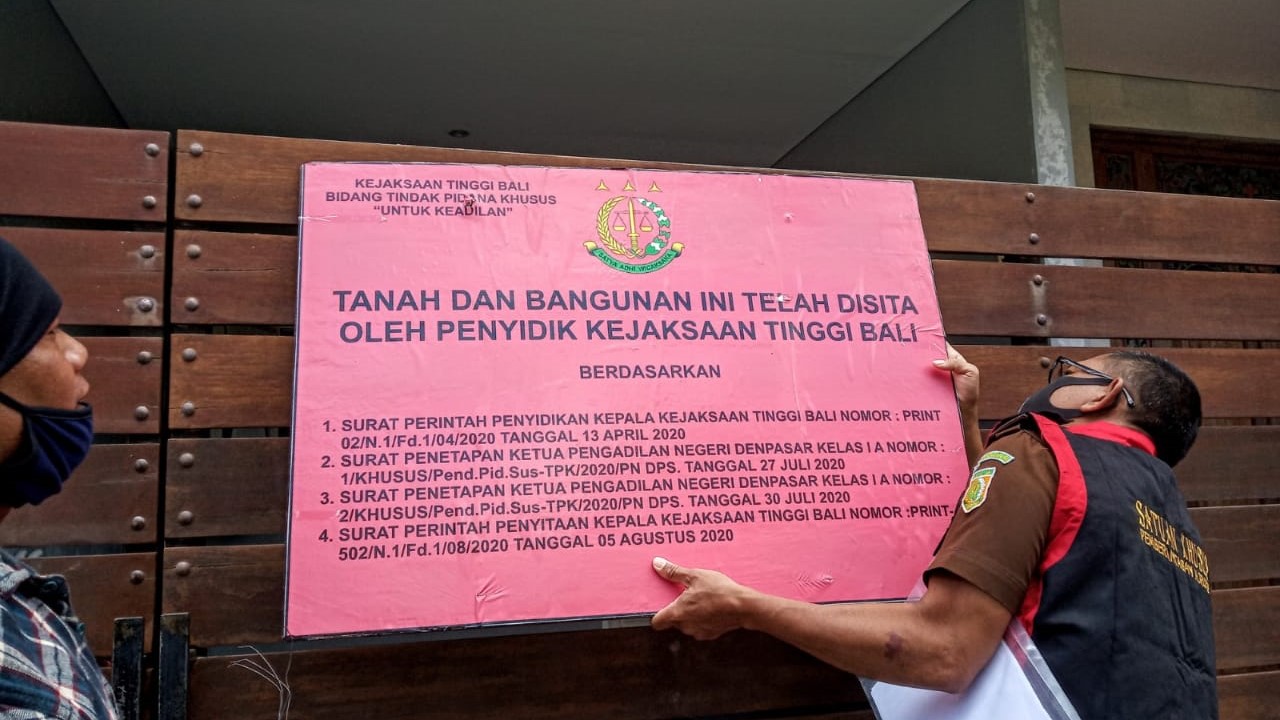 KEJAKSAAN TINGGI BALI
BIDANG TINDAK PIDANA KHUSUS
"UNTUK KEADILAN"
SATYA ADHI WICAKSANA
TANAH DAN BANGUNAN INI TELAH DISITA
OLEH PENYIDIK KEJAKSAAN TINGGI BALI
BERDASARKAN
1. SURAT PERINTAH PENYIDIKAN KEPALA KEJAKSAAN TINGGI BALI NOMOR : PRINT
02/N.1/Fd.1/04/2020 TANGGAL 13 APRIL 2020
2. SURAT PENETAPAN KETUA PENGADILAN NEGERI DENPASAR KELAS I A NOMOR :
1/KHUSUS/Pend.Pid.Sus-TPK/2020/PN DPS. TANGGAL 27 JULI 2020
3. SURAT PENETAPAN KETUA PENGADILAN NEGERI DENPASAR KELAS I A NOMOR :
2/KHUSUS/Pend.Pid.Sus-TPK/2020/PN DPS. TANGGAL 30 JULI 2020
4. SURAT PERINTAH PENYITAAN KEPALA KEJAKSAAN TINGGI BALI NOMOR :PRINT-
502/N.1/Fd.1/08/2020 TANGGAL 05 AGUSTUS 2020
SATUAN KHUSUS